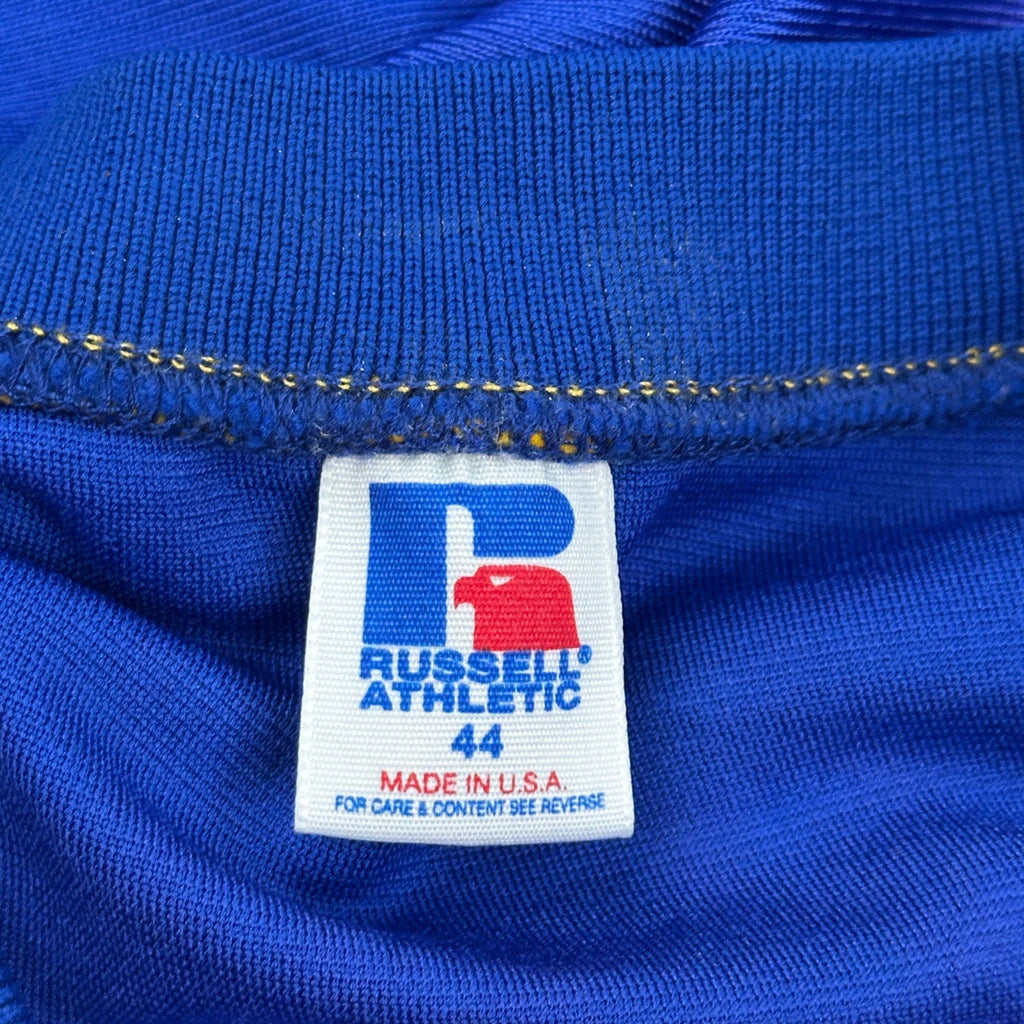 RUSSELL®
ATHLETIC
44
MADE IN U.S.A.
FOR CARE & CONTENT SEE REVERSE